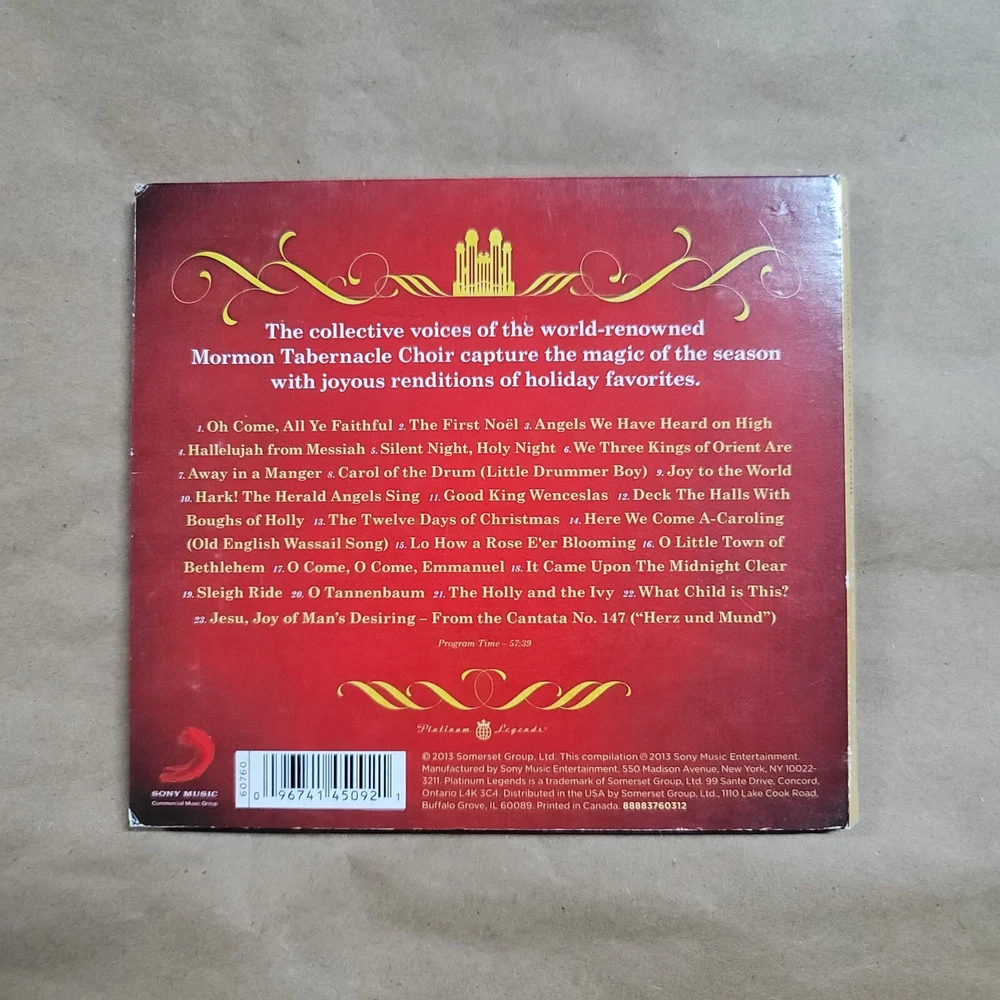 The collective voices of the world-renowned
Mormon Tabernacle Choir capture the magic of the season
with joyous renditions of holiday favorites.
1. Oh Come, All Ye Faithful 2. The First Noël 3. Angels We Have Heard on High
4. Hallelujah from Messiah 5. Silent Night, Holy Night 6. We Three Kings of Orient Are
7. Away in a Manger 8. Carol of the Drum (Little Drummer Boy) 9. Joy to the World
10. Hark! The Herald Angels Sing 11. Good King Wenceslas 12. Deck The Halls With
Boughs of Holly 13. The Twelve Days of Christmas 14. Here We Come A-Caroling
(Old English Wassail Song) 15. Lo How a Rose E'er Blooming 16. O Little Town of
Bethlehem 17. O Come, O Come, Emmanuel 18. It Came Upon The Midnight Clear
19. Sleigh Ride 20. O Tannenbaum 21. The Holly and the Ivy 22. What Child is This?
23. Jesu, Joy of Man's Desiring – From the Cantata No. 147 ("Herz und Mund")
Program Time ~ 57:39
Platinum Legends
SONY MUSIC
Commercial Music Group
60760
0 96741 45092 1
© 2013 Somerset Group, Ltd. This compilation ℗ 2013 Sony Music Entertainment.
Manufactured by Sony Music Entertainment, 550 Madison Avenue, New York, NY 10022-
3211. Platinum Legends is a trademark of Somerset Group, Ltd. 99 Sante Drive, Concord,
Ontario L4K 3C4. Distributed in the USA by Somerset Group, Ltd., 1110 Lake Cook Road,
Buffalo Grove, IL 60089. Printed in Canada. 88883760312